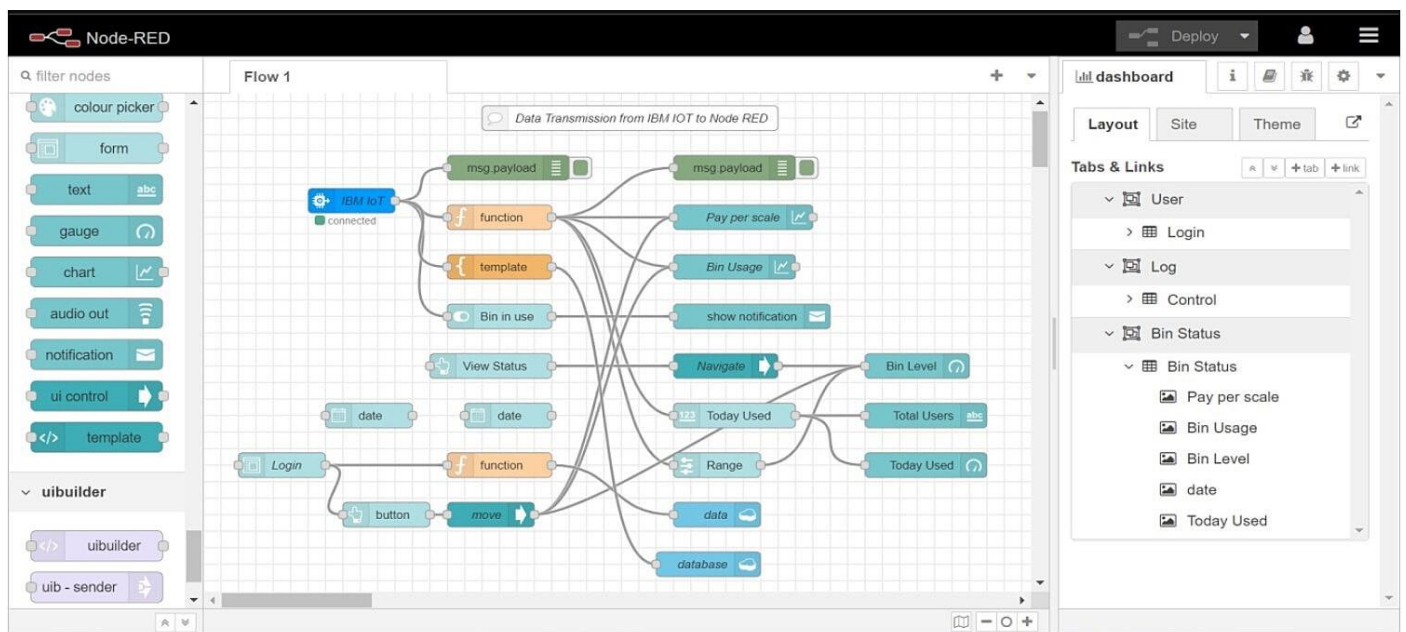 Node-RED
Deploy
filter nodes
colour picker
form
text
abc
gauge
chart
audio out
notification
ui control
template
uibuilder
uibuilder
uib - sender
Flow 1
Data Transmission from IBM IOT to Node RED
msg.payload
msg.payload
IBM IoT
connected
function
Pay per scale
template
Bin Usage
Bin in use
show notification
View Status
Navigate
Bin Level
date
date
123
Today Used
Total Users
abc
Login
function
Range
Today Used
button
move
data
database
dashboard
i
Layout
Site
Theme
Tabs & Links
tab
link
User
Login
Log
Control
Bin Status
Bin Status
Pay per scale
Bin Usage
Bin Level
date
Today Used